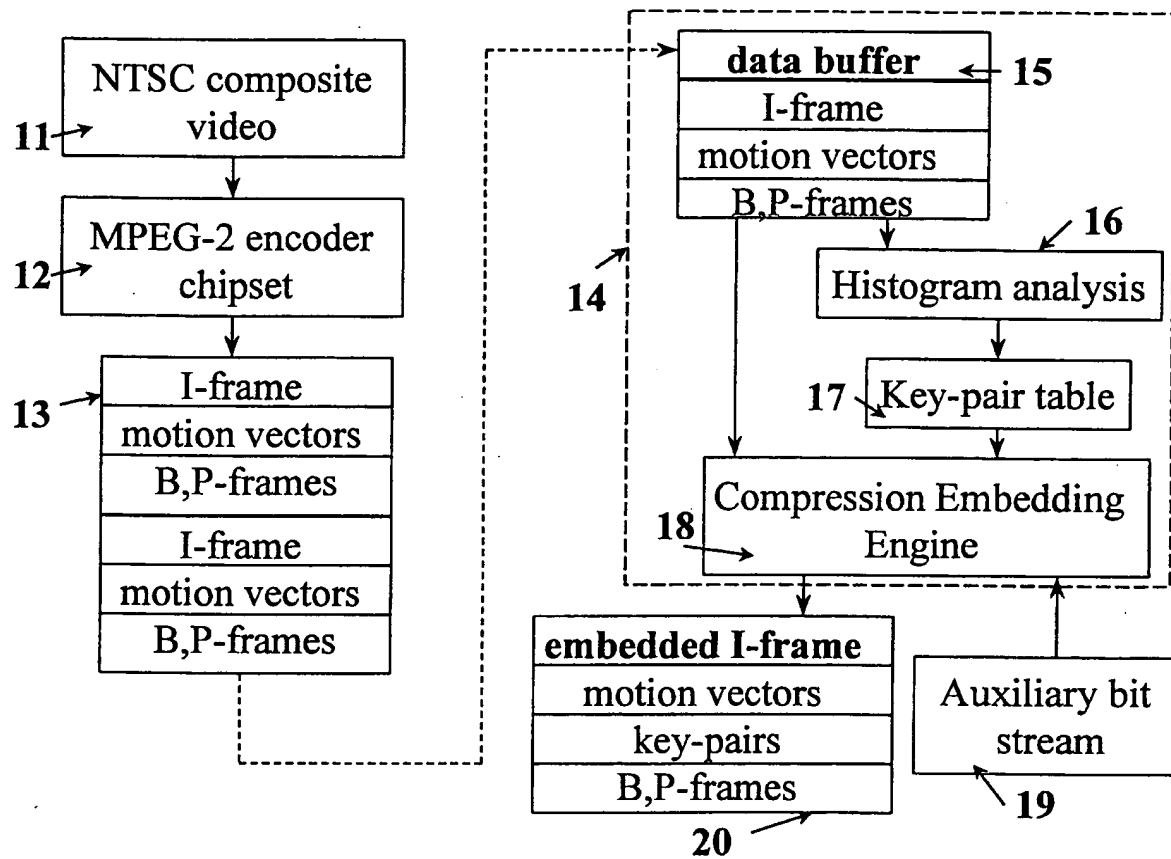 NTSC composite
video
11
MPEG-2 encoder
chipset
12
13
I-frame
motion vectors
B,P-frames
I-frame
motion vectors
B,P-frames
14
data buffer
15
I-frame
motion vectors
B,P-frames
16
Histogram analysis
17
Key-pair table
Compression Embedding
Engine
18
embedded I-frame
motion vectors
key-pairs
B,P-frames
20
Auxiliary bit
stream
19